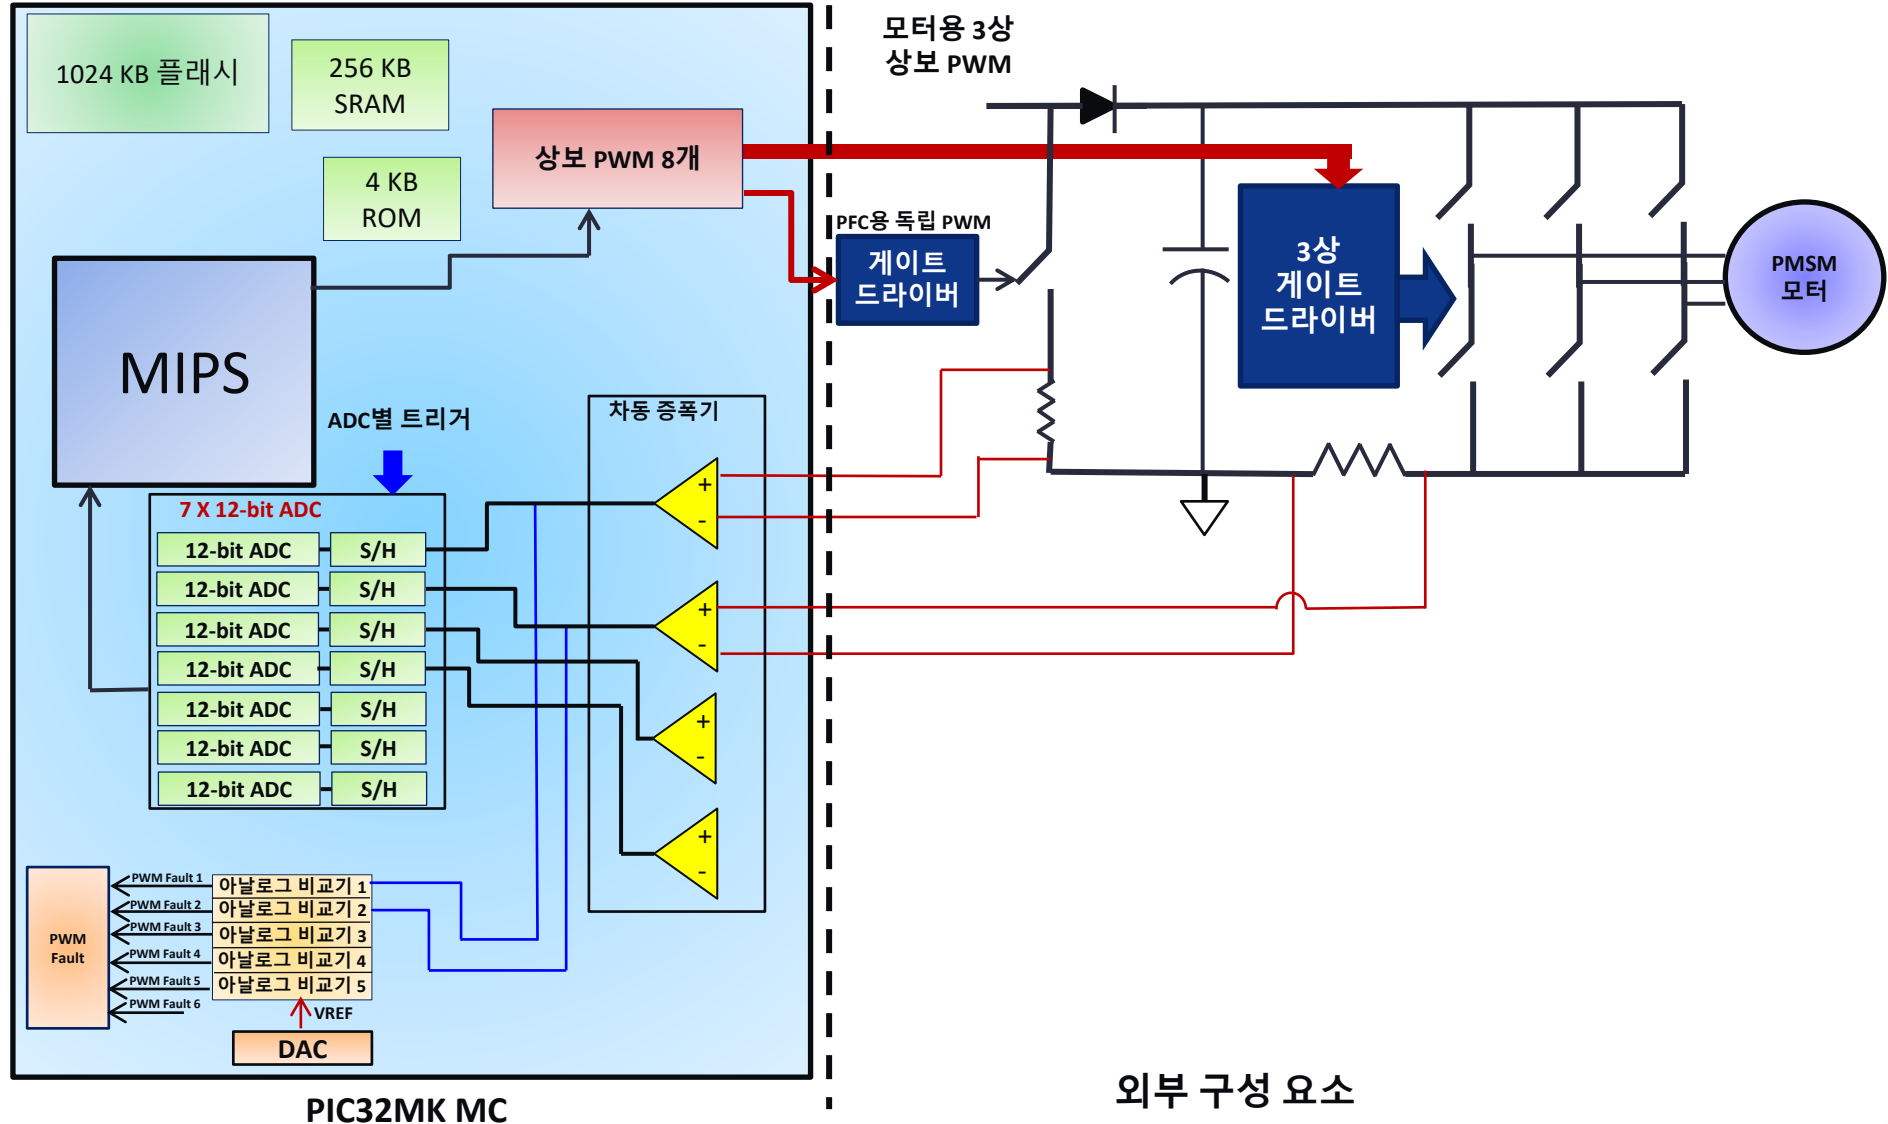 1024 KB 플래시
256 KB
SRAM
4 KB
ROM
상보 PWM 8개
MIPS
ADC별 트리거
7 X 12-bit ADC
12-bit ADC
S/H
12-bit ADC
S/H
12-bit ADC
S/H
12-bit ADC
S/H
12-bit ADC
S/H
12-bit ADC
S/H
12-bit ADC
S/H
차동 증폭기
+
-
+
-
+
-
+
-
PWM
Fault
PWM Fault 1
PWM Fault 2
PWM Fault 3
PWM Fault 4
PWM Fault 5
PWM Fault 6
아날로그 비교기 1
아날로그 비교기 2
아날로그 비교기 3
아날로그 비교기 4
아날로그 비교기 5
VREF
DAC
PIC32MK MC
모터용 3상
상보 PWM
PFC용 독립 PWM
게이트
드라이버
3상
게이트
드라이버
PMSM
모터
외부 구성 요소